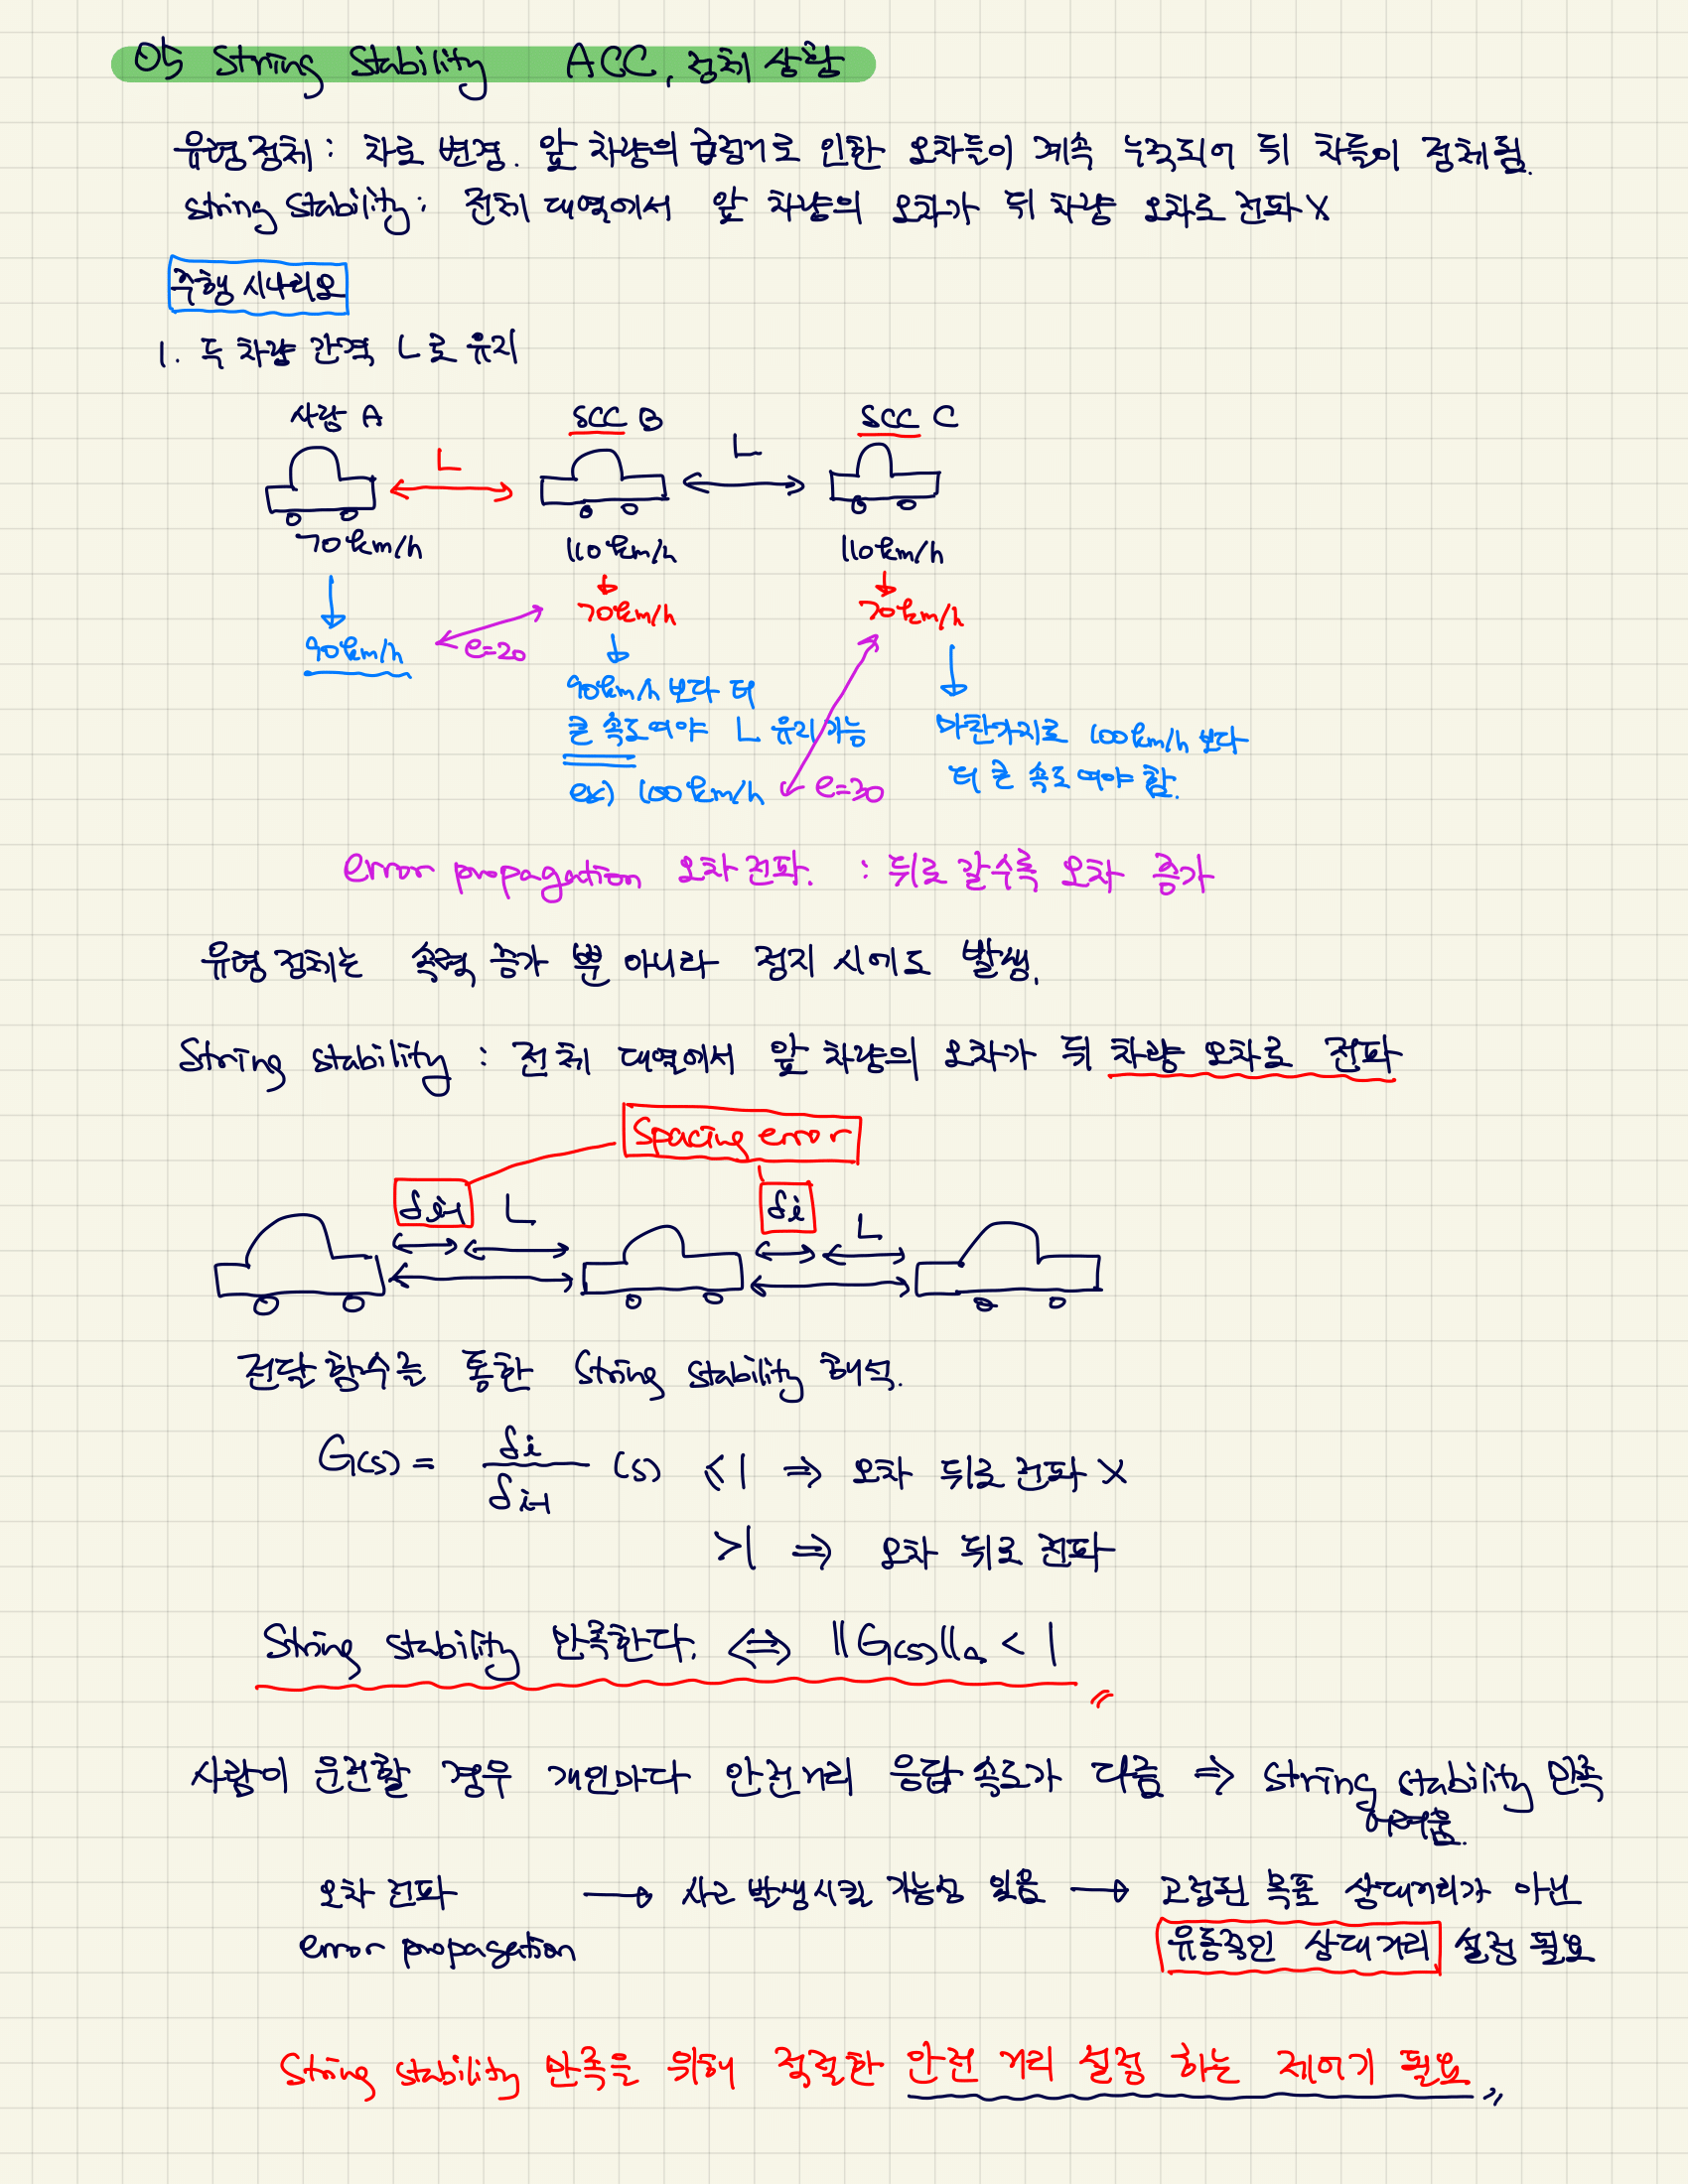 05 String Stability ACC, 정체 상황
유령정체 : 차로 변경. 앞 차량의 급정거로 인한 오차들이 계속 누적되어 뒤 차들이 정체됨.
string stability : 전체 대역에서 앞 차량의 오차가 뒤 차량 오차로 전파 X
주행 시나리오
1. 두 차량 간격 L로 유지
사람 A SCC B SCC C
L L
70km/h 110km/h 110km/h
70km/h 70km/h
90km/h e=20
90km/h 보다 더
큰 속도여야 L 유지 가능
ex) 100km/h e=30
마찬가지로 100km/h 보다
더 큰 속도여야 함.
error propagation 오차 전파. : 뒤로 갈수록 오차 증가
유령정체는 속력 증가 뿐 아니라 정지 시에도 발생.
String stability : 전체 대역에서 앞 차량의 오차가 뒤 차량 오차로 전파
Spacing error
δi-1 L δi L
전달함수를 통한 String stability 해석.
G(s) = δi/δi-1 (s) < 1 ⇒ 오차 뒤로 전파 X
>1 ⇒ 오차 뒤로 전파
String stability 만족한다. ⇔ ||G(s)||∞ < 1
사람이 운전할 경우 개인마다 안전거리 응답 속도가 다름 ⇒ string stability 만족
어려움.
오차 전파 → 사고 발생시킬 가능성 있음 → 고정된 목표 상대거리가 아닌
error propagation 유동적인 상대거리 설정 필요
String stability 만족을 위해 적절한 안전 거리 설정 하는 제어기 필요